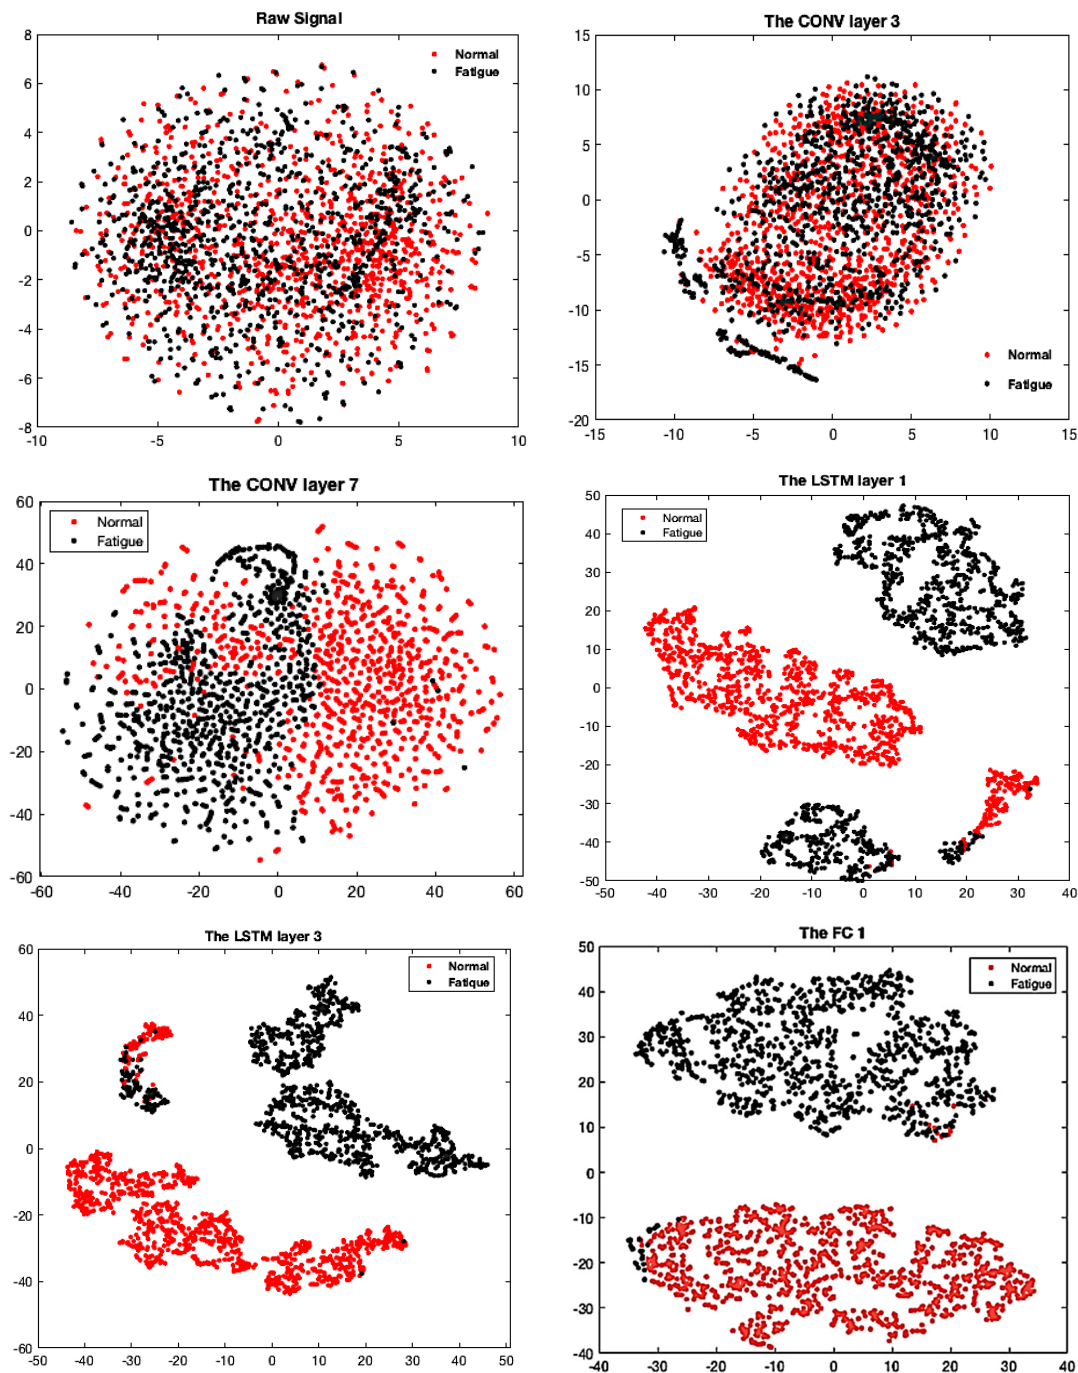 Raw Signal
8
6
4
2
0
-2
-4
-6
-8
-10 -5 0 5 10
Normal
Fatigue
The CONV layer 3
15
10
5
0
-5
-10
-15
-20
-15 -10 -5 0 5 10 15
Normal
Fatigue
The CONV layer 7
60
40
20
0
-20
-40
-60
-60 -40 -20 0 20 40 60
Normal
Fatigue
The LSTM layer 1
50
40
30
20
10
0
-10
-20
-30
-40
-50
-50 -40 -30 -20 -10 0 10 20 30 40
Normal
Fatigue
The LSTM layer 3
60
40
20
0
-20
-40
-60
-50 -40 -30 -20 -10 0 10 20 30 40 50
Normal
Fatigue
The FC 1
50
40
30
20
10
0
-10
-20
-30
-40
-40 -30 -20 -10 0 10 20 30 40
Normal
Fatigue